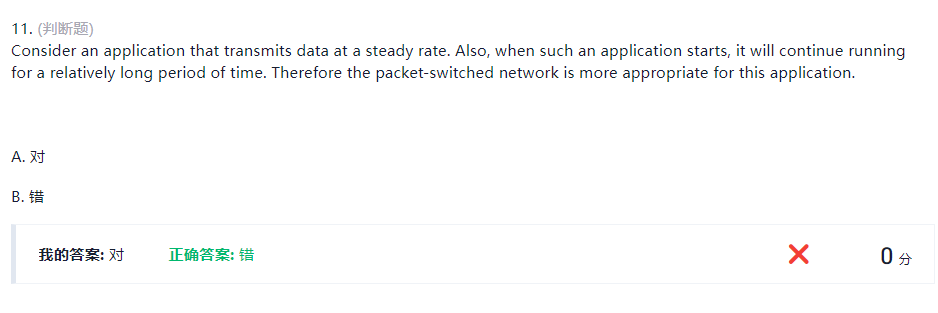 11. (判断题)
Consider an application that transmits data at a steady rate. Also, when such an application starts, it will continue running
for a relatively long period of time. Therefore the packet-switched network is more appropriate for this application.
A. 对
B. 错
我的答案: 对 正确答案: 错 0 分